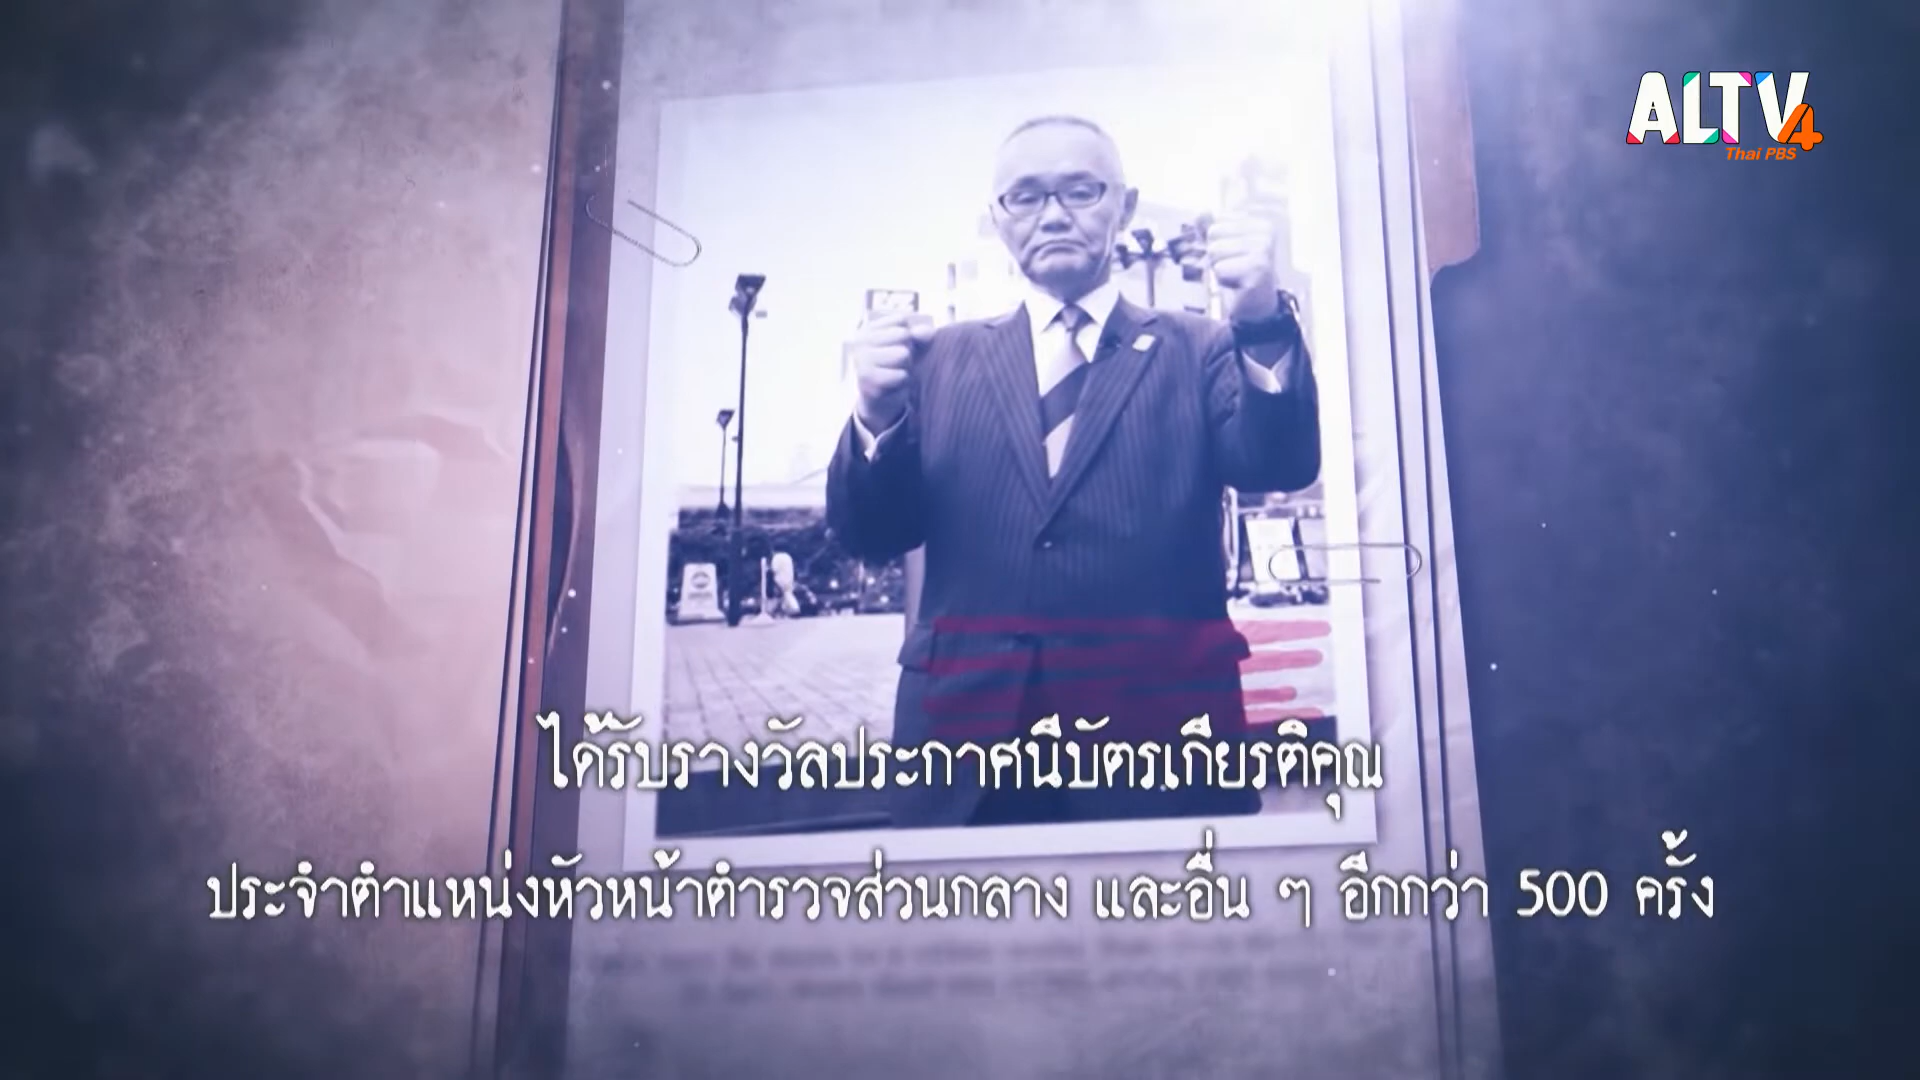 ALTV4
Thai PBS
ได้รับรางวัลประกาศนียบัตรเกียรติคุณ
ประจำตำแหน่งหัวหน้าตำรวจส่วนกลาง และอื่น ๆ อีกกว่า 500 ครั้ง